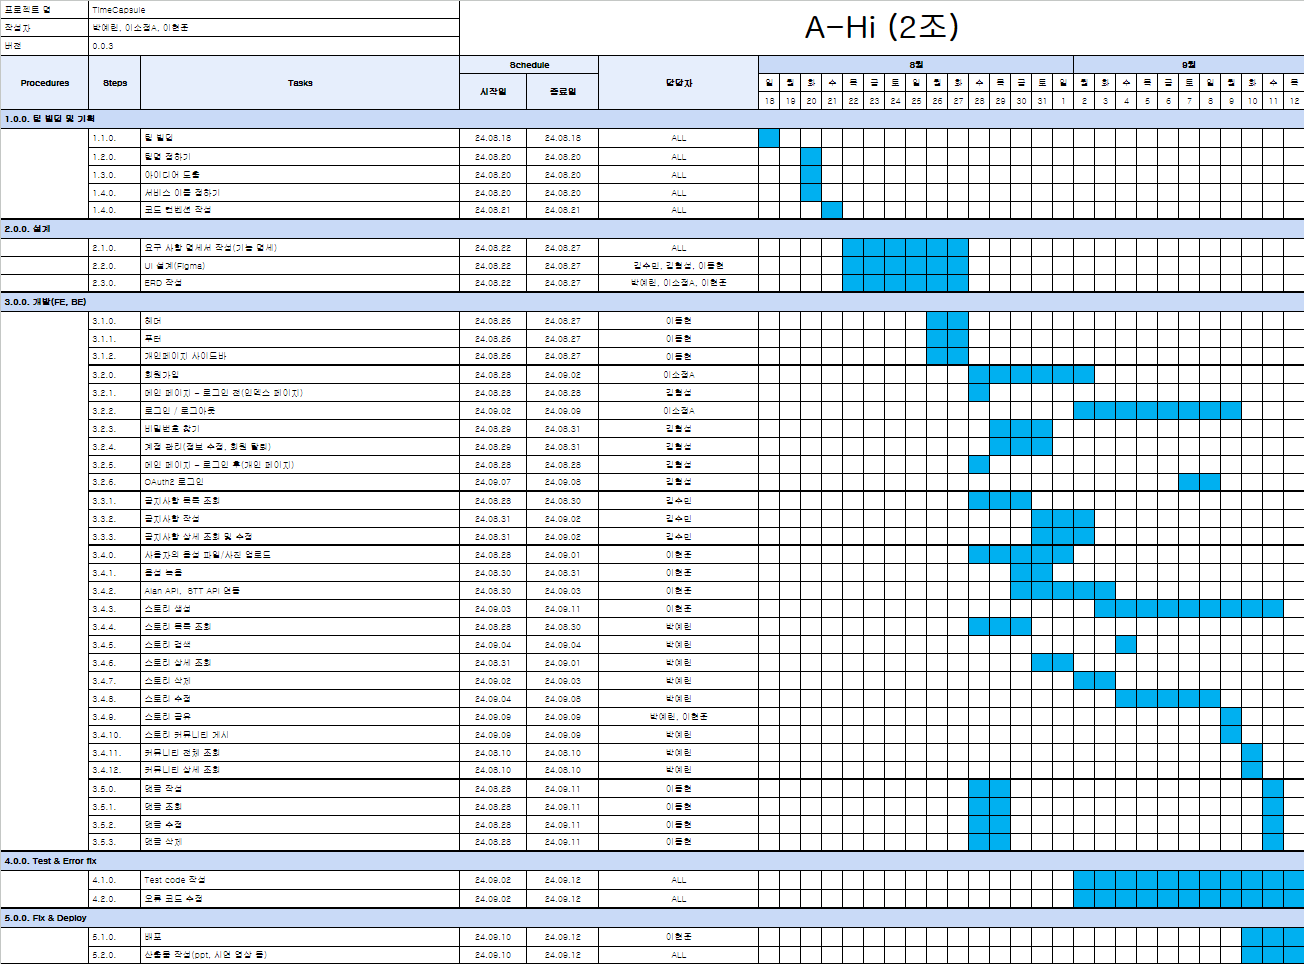 프로젝트 명 TimeCapsule
작성자 박예린, 이소정A, 이현준
버전 0.0.3
A-Hi (2조)
Procedures Steps Tasks Schedule 담당자 8월 9월
시작일 종료일
일 월 화 수 목 금 토 일 월 화 수 목 금 토 일 월 화 수 목 금 토 일 월 화 수 목
18 19 20 21 22 23 24 25 26 27 28 29 30 31 1 2 3 4 5 6 7 8 9 10 11 12
1.0.0. 팀 빌딩 및 기획
1.1.0. 팀 빌딩 24.08.18 24.08.18 ALL
1.2.0. 팀명 정하기 24.08.20 24.08.20 ALL
1.3.0. 아이디어 도출 24.08.20 24.08.20 ALL
1.4.0. 서비스 이름 정하기 24.08.20 24.08.20 ALL
1.4.0. 코드 컨벤션 작성 24.08.21 24.08.21 ALL
2.0.0. 설계
2.1.0. 요구 사항 명세서 작성(기능 명세) 24.08.22 24.08.27 ALL
2.2.0. UI 설계(Figma) 24.08.22 24.08.27 김수민, 김형섭, 이동현
2.3.0. ERD 작성 24.08.22 24.08.27 박예린, 이소정A, 이현준
3.0.0. 개발(FE, BE)
3.1.0. 헤더 24.08.26 24.08.27 이동현
3.1.1. 푸터 24.08.26 24.08.27 이동현
3.1.2. 개인페이지 사이드바 24.08.26 24.08.27 이동현
3.2.0. 회원가입 24.08.28 24.09.02 이소정A
3.2.1. 메인 페이지 - 로그인 전(인덱스 페이지) 24.08.28 24.08.28 김형섭
3.2.2. 로그인 / 로그아웃 24.09.02 24.09.09 이소정A
3.2.3. 비밀번호 찾기 24.08.29 24.08.31 김형섭
3.2.4. 계정 관리(정보 수정, 회원 탈퇴) 24.08.29 24.08.31 김형섭
3.2.5. 메인 페이지 - 로그인 후(개인 페이지) 24.08.28 24.08.28 김형섭
3.2.6. OAuth2 로그인 24.09.07 24.09.08 김형섭
3.3.1. 공지사항 목록 조회 24.08.28 24.08.30 김수민
3.3.2. 공지사항 작성 24.08.31 24.09.02 김수민
3.3.3. 공지사항 상세 조회 및 수정 24.08.31 24.09.02 김수민
3.4.0. 사용자의 음성 파일/사진 업로드 24.08.28 24.09.01 이현준
3.4.1. 음성 녹음 24.08.30 24.08.31 이현준
3.4.2. Alan API, STT API 연동 24.08.30 24.09.03 이현준
3.4.3. 스토리 생성 24.09.03 24.09.11 이현준
3.4.4. 스토리 목록 조회 24.08.28 24.08.30 박예린
3.4.5. 스토리 검색 24.09.04 24.09.04 박예린
3.4.6. 스토리 상세 조회 24.08.31 24.09.01 박예린
3.4.7. 스토리 삭제 24.09.02 24.09.03 박예린
3.4.8. 스토리 수정 24.09.04 24.09.08 박예린
3.4.9. 스토리 공유 24.09.09 24.09.09 박예린, 이현준
3.4.10. 스토리 커뮤니티 게시 24.09.09 24.09.09 박예린
3.4.11. 커뮤니티 전체 조회 24.08.10 24.08.10 박예린
3.4.12. 커뮤니티 상세 조회 24.08.10 24.08.10 박예린
3.5.0. 댓글 작성 24.08.28 24.09.11 이동현
3.5.1. 댓글 조회 24.08.28 24.09.11 이동현
3.5.2. 댓글 수정 24.08.28 24.09.11 이동현
3.5.3. 댓글 삭제 24.08.28 24.09.11 이동현
4.0.0. Test & Error fix
4.1.0. Test code 작성 24.09.02 24.09.12 ALL
4.2.0. 오류 코드 수정 24.09.02 24.09.12 ALL
5.0.0. Fix & Deploy
5.1.0. 배포 24.09.10 24.09.12 이현준
5.2.0. 산출물 작성(ppt, 시연 영상 등) 24.09.10 24.09.12 ALL